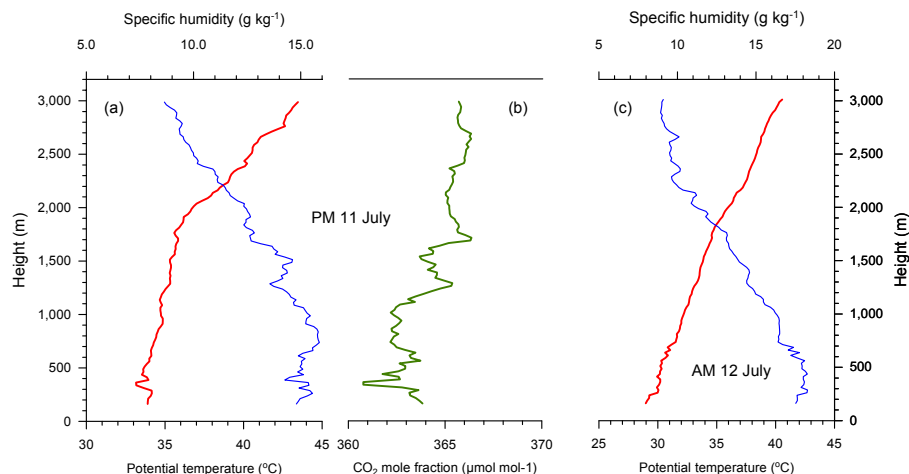 Specific humidity (g kg⁻¹)
Specific humidity (g kg⁻¹)
5.0 10.0 15.0
5 10 15 20
3,000 (a) (b) (c) 3,000
2,500 2,500
2,000 2,000
PM 11 July
1,500 1,500
Height (m)
Height (m)
1,000 1,000
500 AM 12 July 500
0 0
30 35 40 45 360 365 370 25 30 35 40 45
Potential temperature (°C) CO₂ mole fraction (μmol mol-1) Potential temperature (°C)